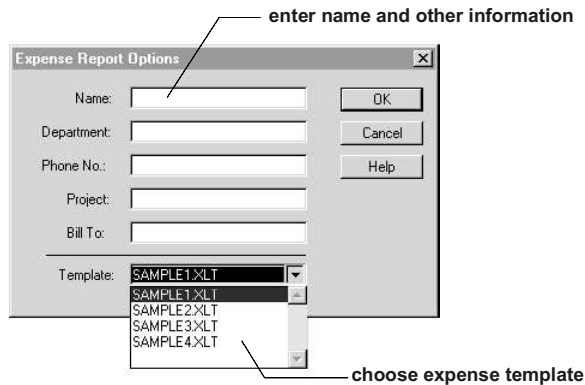 enter name and other information
Expense Report Options
Name:
OK
Department:
Cancel
Phone No.:
Help
Project:
Bill To:
Template: SAMPLE1.XLT
SAMPLE1.XLT
SAMPLE2.XLT
SAMPLE3.XLT
SAMPLE4.XLT
choose expense template